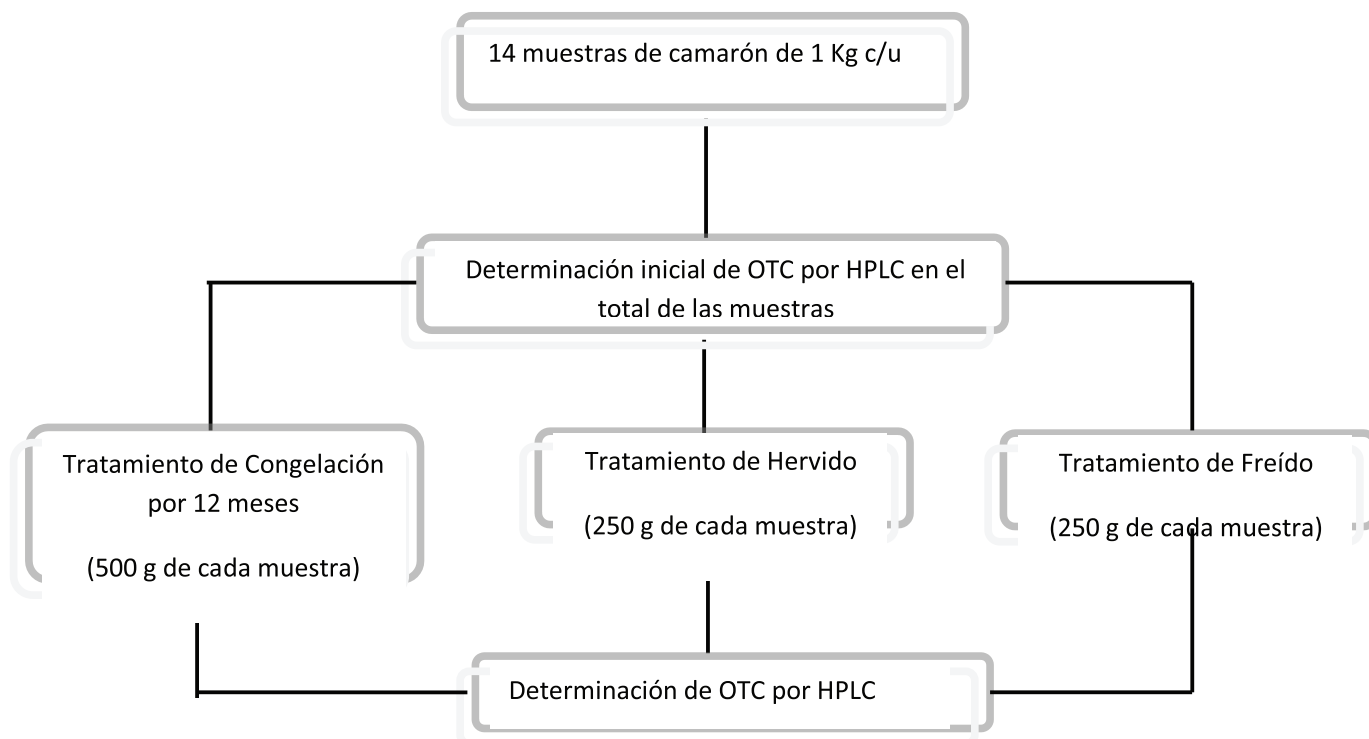 14 muestras de camarón de 1 Kg c/u
Determinación inicial de OTC por HPLC en el
total de las muestras
Tratamiento de Congelación
por 12 meses
(500 g de cada muestra)
Tratamiento de Hervido
(250 g de cada muestra)
Tratamiento de Freído
(250 g de cada muestra)
Determinación de OTC por HPLC